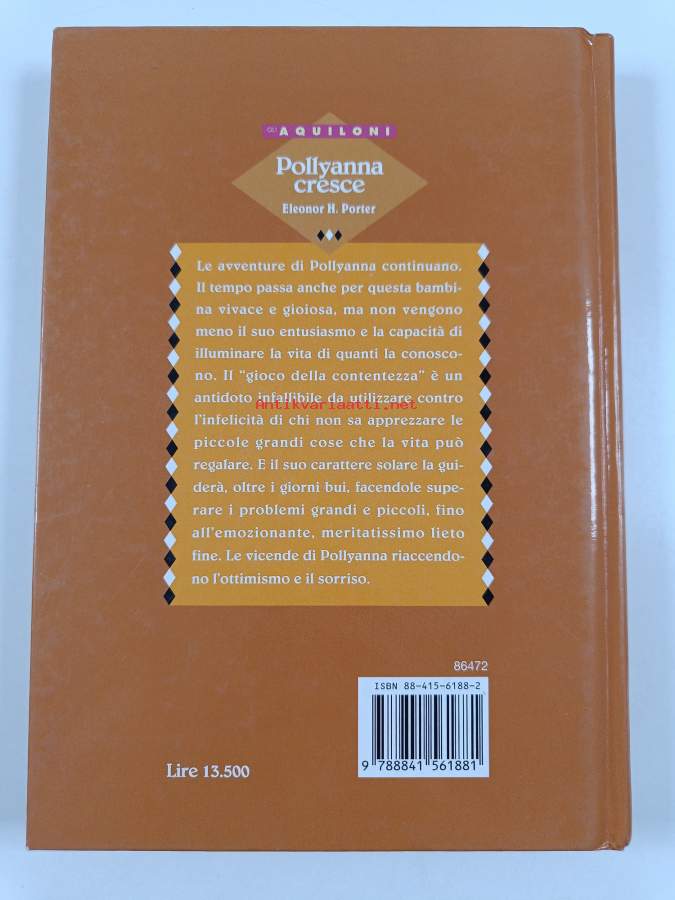 GLI AQUILONI
Pollyanna
cresce
Eleonor H. Porter
Le avventure di Pollyanna continuano.
Il tempo passa anche per questa bambi-
na vivace e gioiosa, ma non vengono
meno il suo entusiasmo e la capacità di
illuminare la vita di quanti la conosco-
no. Il “gioco della contentezza” è un
antidoto infallibile da utilizzare contro
Antikvariaatti.net
l’infelicità di chi non sa apprezzare le
piccole grandi cose che la vita può
regalare. E il suo carattere solare la gui-
derà, oltre i giorni bui, facendole supe-
rare i problemi grandi e piccoli, fino
all’emozionante, meritatissimo lieto
fine. Le vicende di Pollyanna riaccendo-
no l’ottimismo e il sorriso.
86472
ISBN 88-415-6188-2
9 788841 561881
Lire 13.500